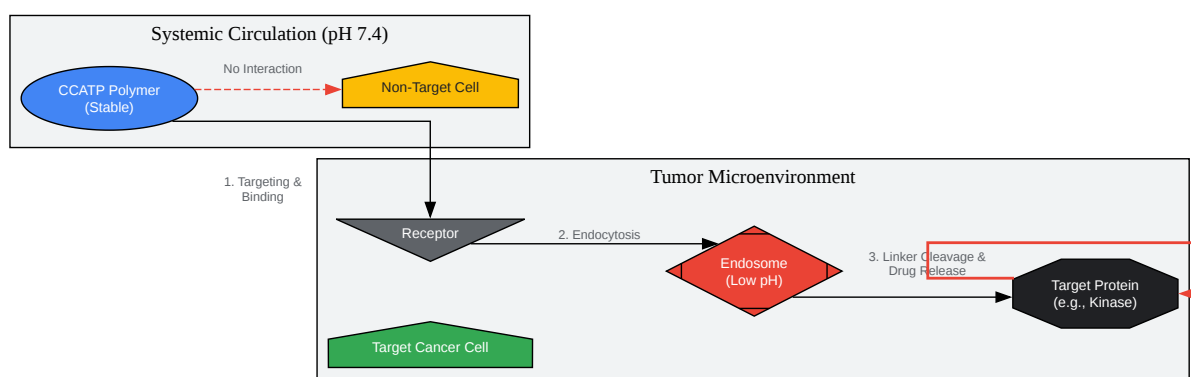 Systemic Circulation (pH 7.4)
CCATP Polymer
(Stable)
No Interaction
Non-Target Cell
1. Targeting &
Binding
Tumor Microenvironment
Receptor
2. Endocytosis
Endosome
(Low pH)
3. Linker Cleavage &
Drug Release
Target Protein
(e.g., Kinase)
Target Cancer Cell